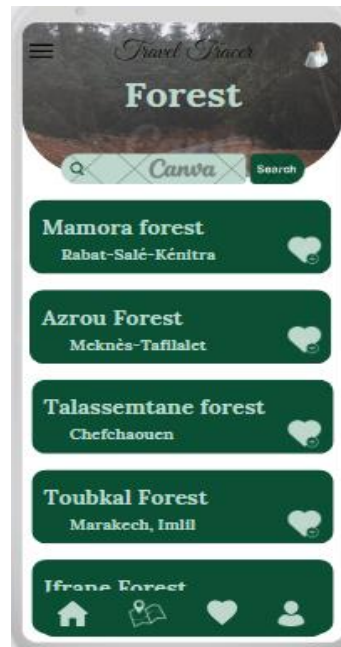 Travel Tracer
Forest
Canva
Search
Mamora forest
Rabat-Salé-Kénitra
Azrou Forest
Meknès-Tafilalet
Talassemtane forest
Chefchaouen
Toubkal Forest
Marakech, Imlil
Ifrane Forest